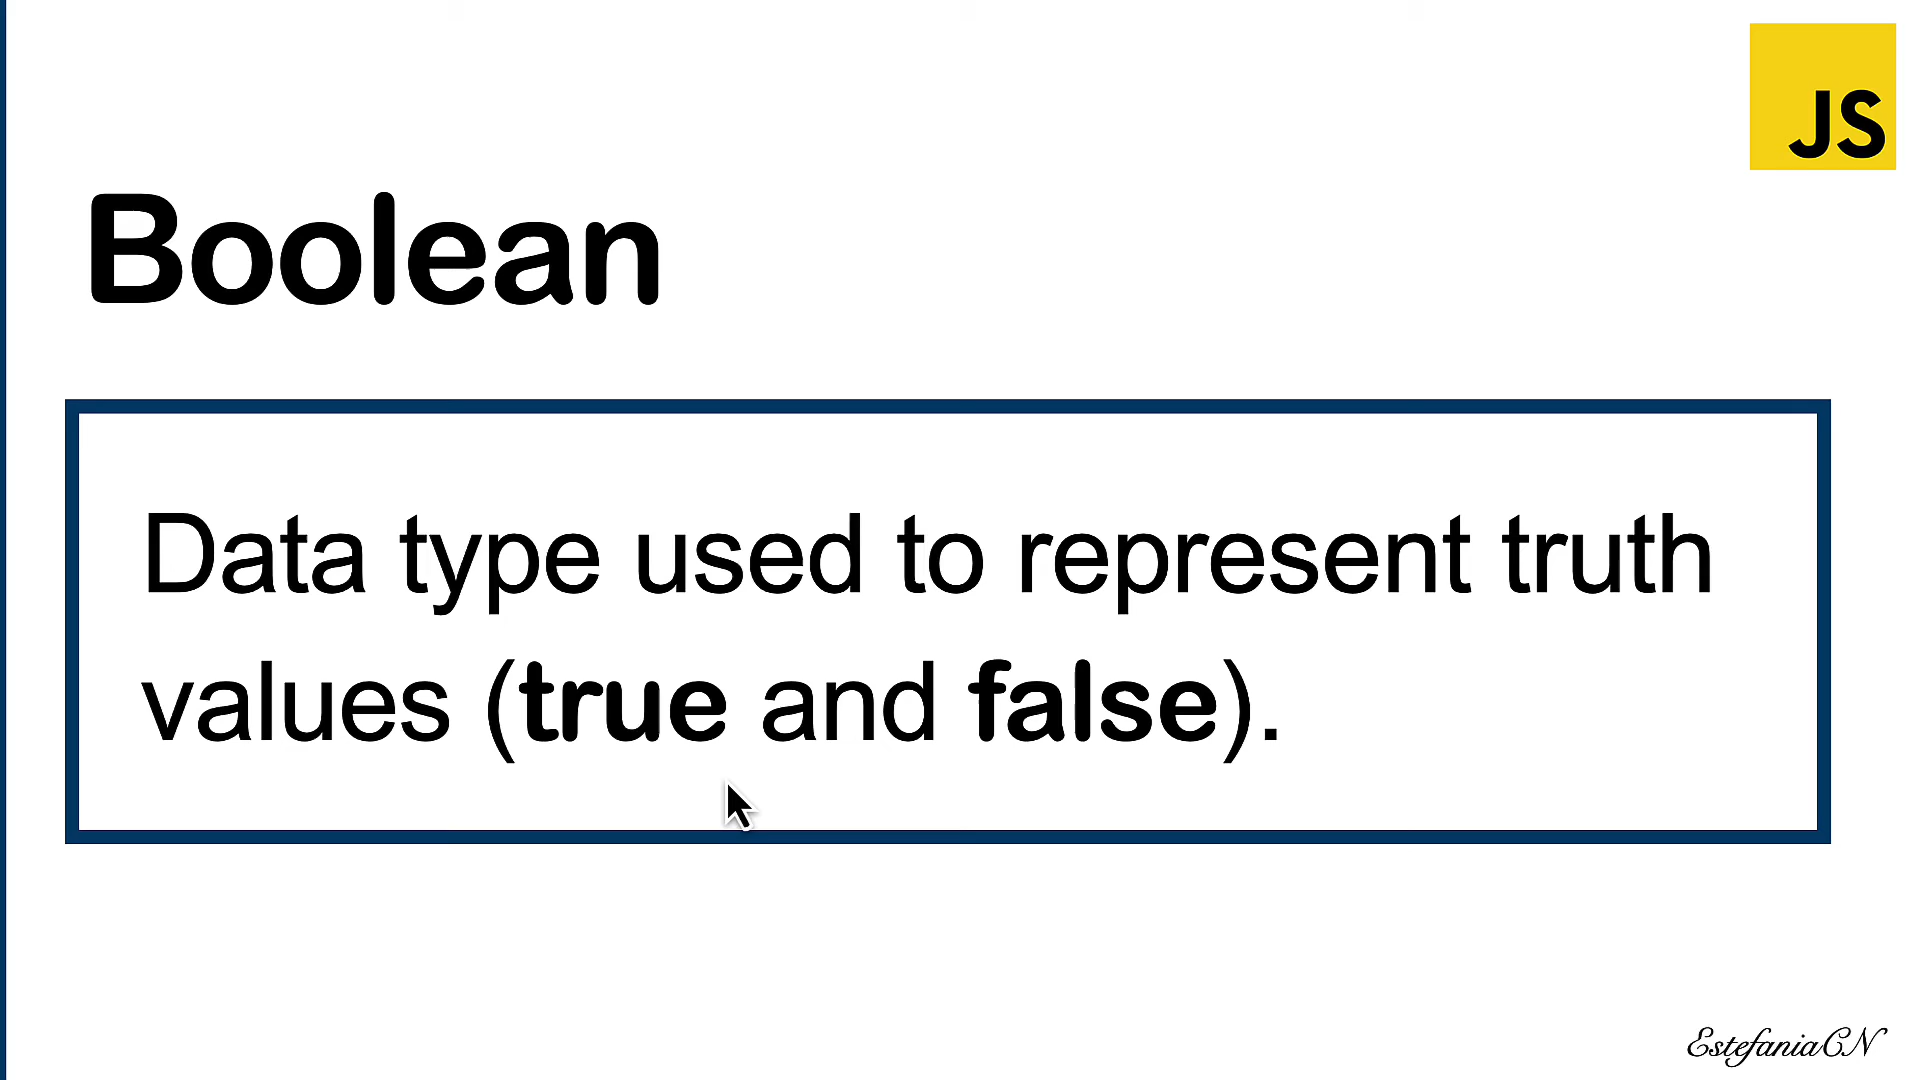 JS
Boolean
Data type used to represent truth
values (true and false).
EstefaniaCN